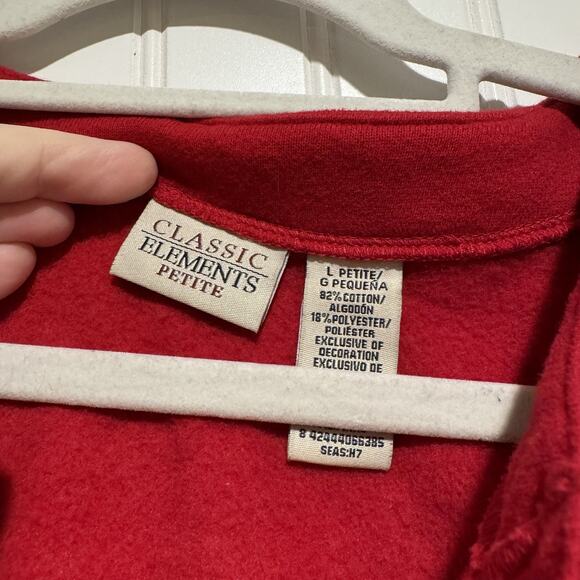 CLASSIC
ELEMENTS
PETITE
L PETITE/
G PEQUEÑA
82% COTTON/
ALGODÓN
18% POLYESTER/
POLIÉSTER
EXCLUSIVE OF
DECORATION
EXCLUSIVO DE
8 42444066385
SEAS:H7